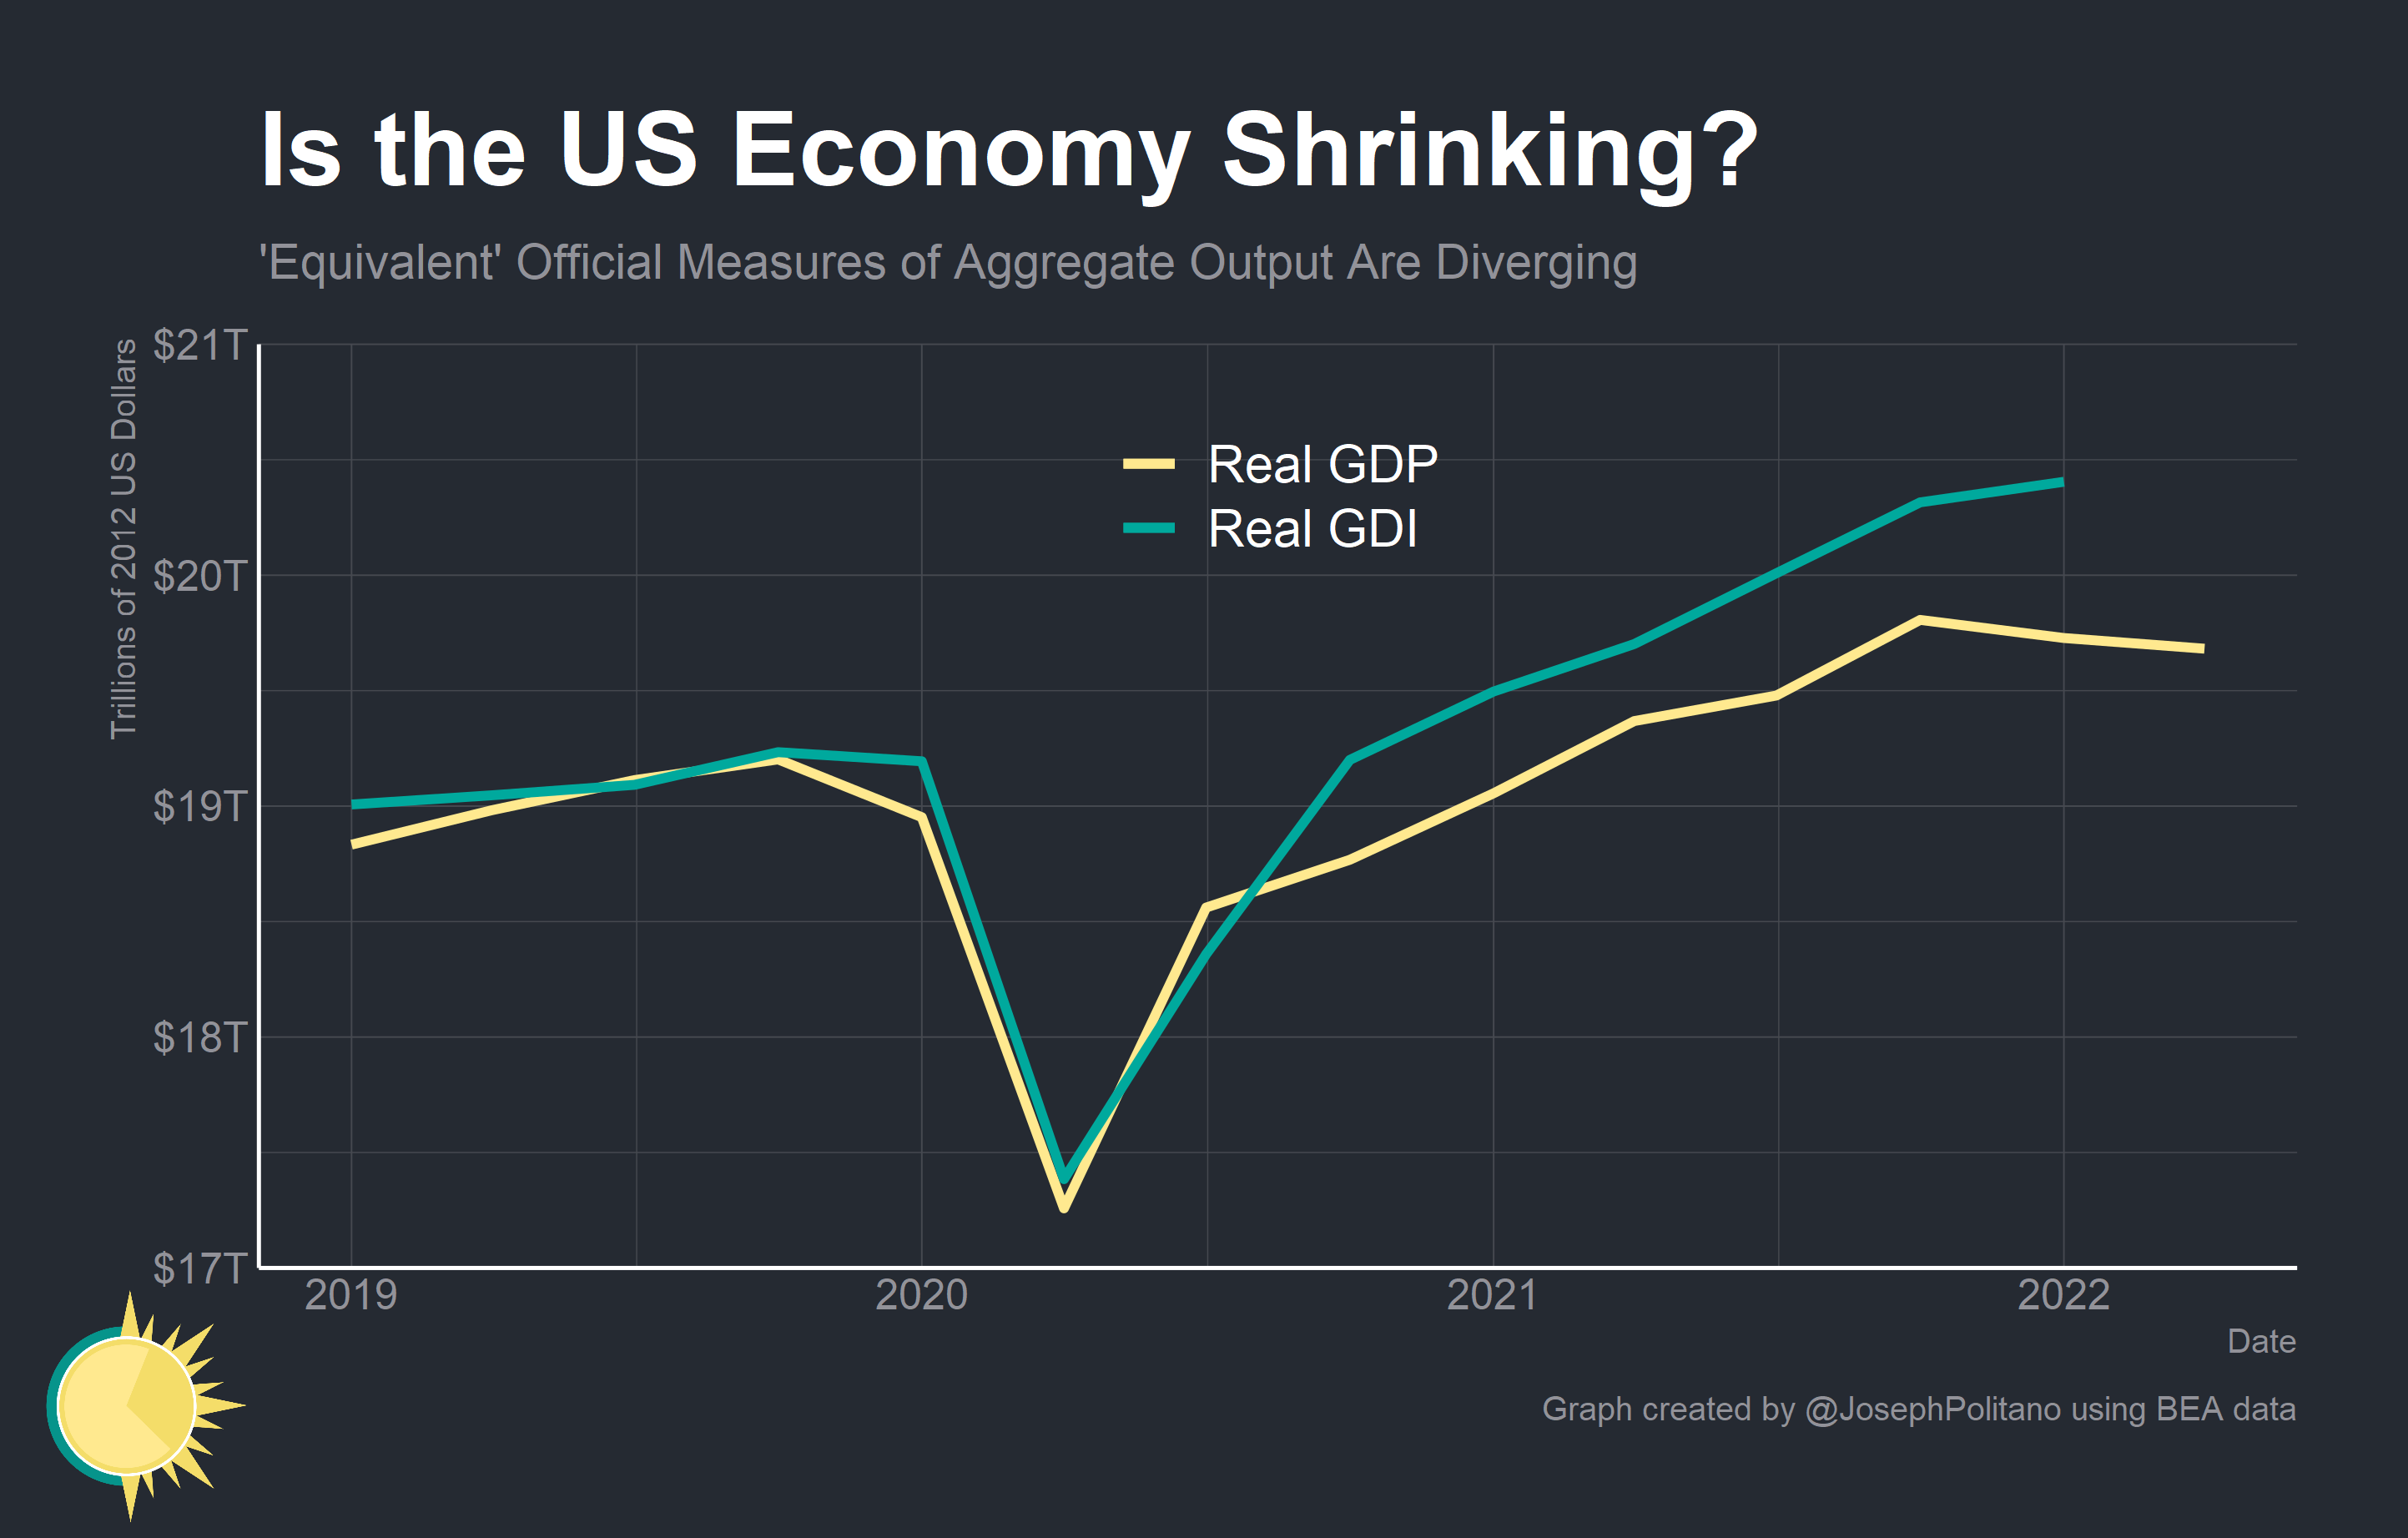 Is the US Economy Shrinking?
'Equivalent' Official Measures of Aggregate Output Are Diverging
Trillions of 2012 US Dollars
$21T
$20T
$19T
$18T
$17T
Real GDP
Real GDI
2019
2020
2021
2022
Date
Graph created by @JosephPolitano using BEA data